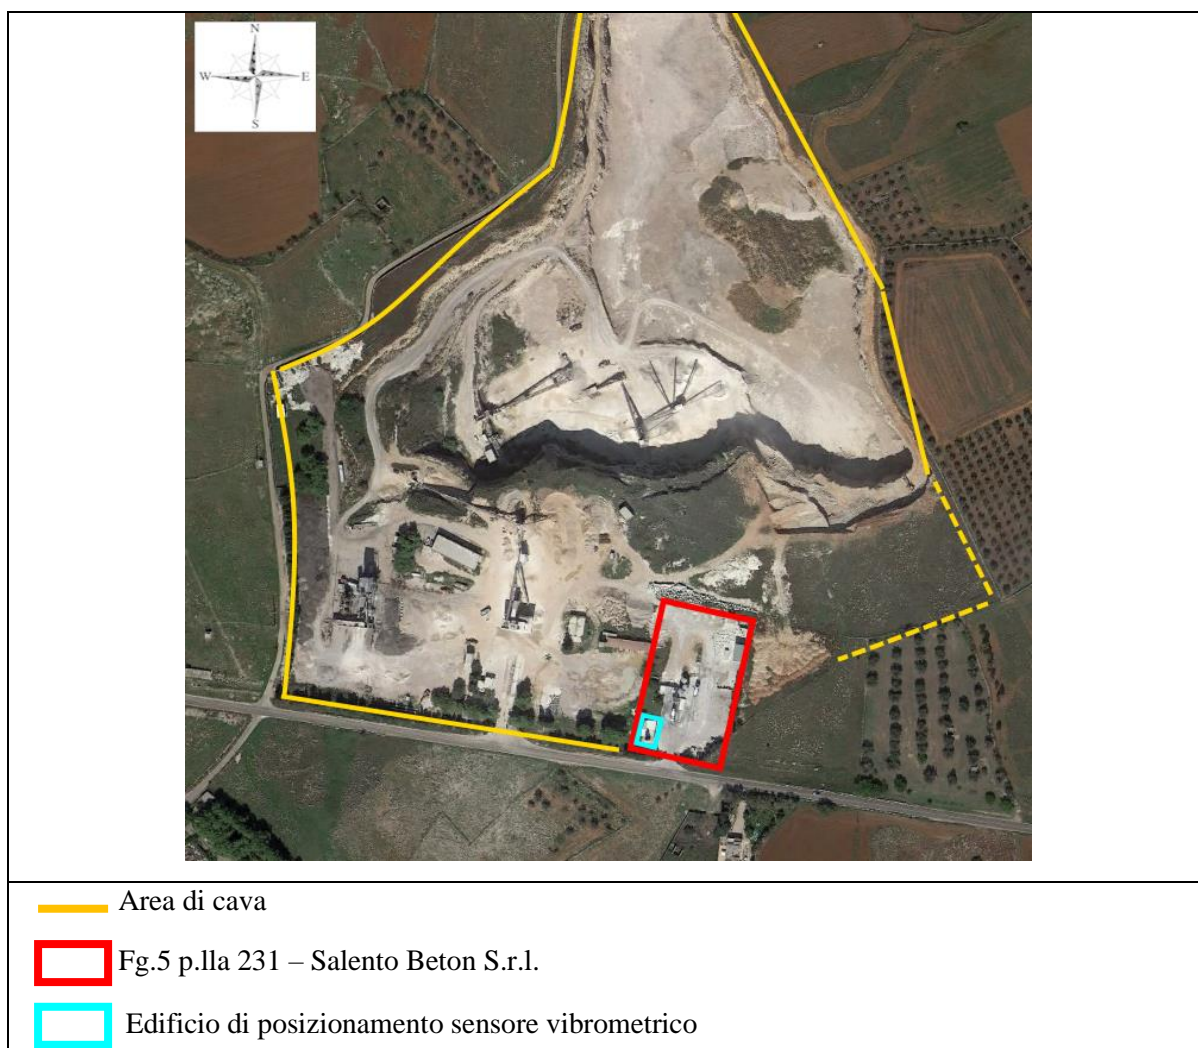 N
W E
S
Area di cava
Fg.5 p.lla 231 – Salento Beton S.r.l.
Edificio di posizionamento sensore vibrometrico